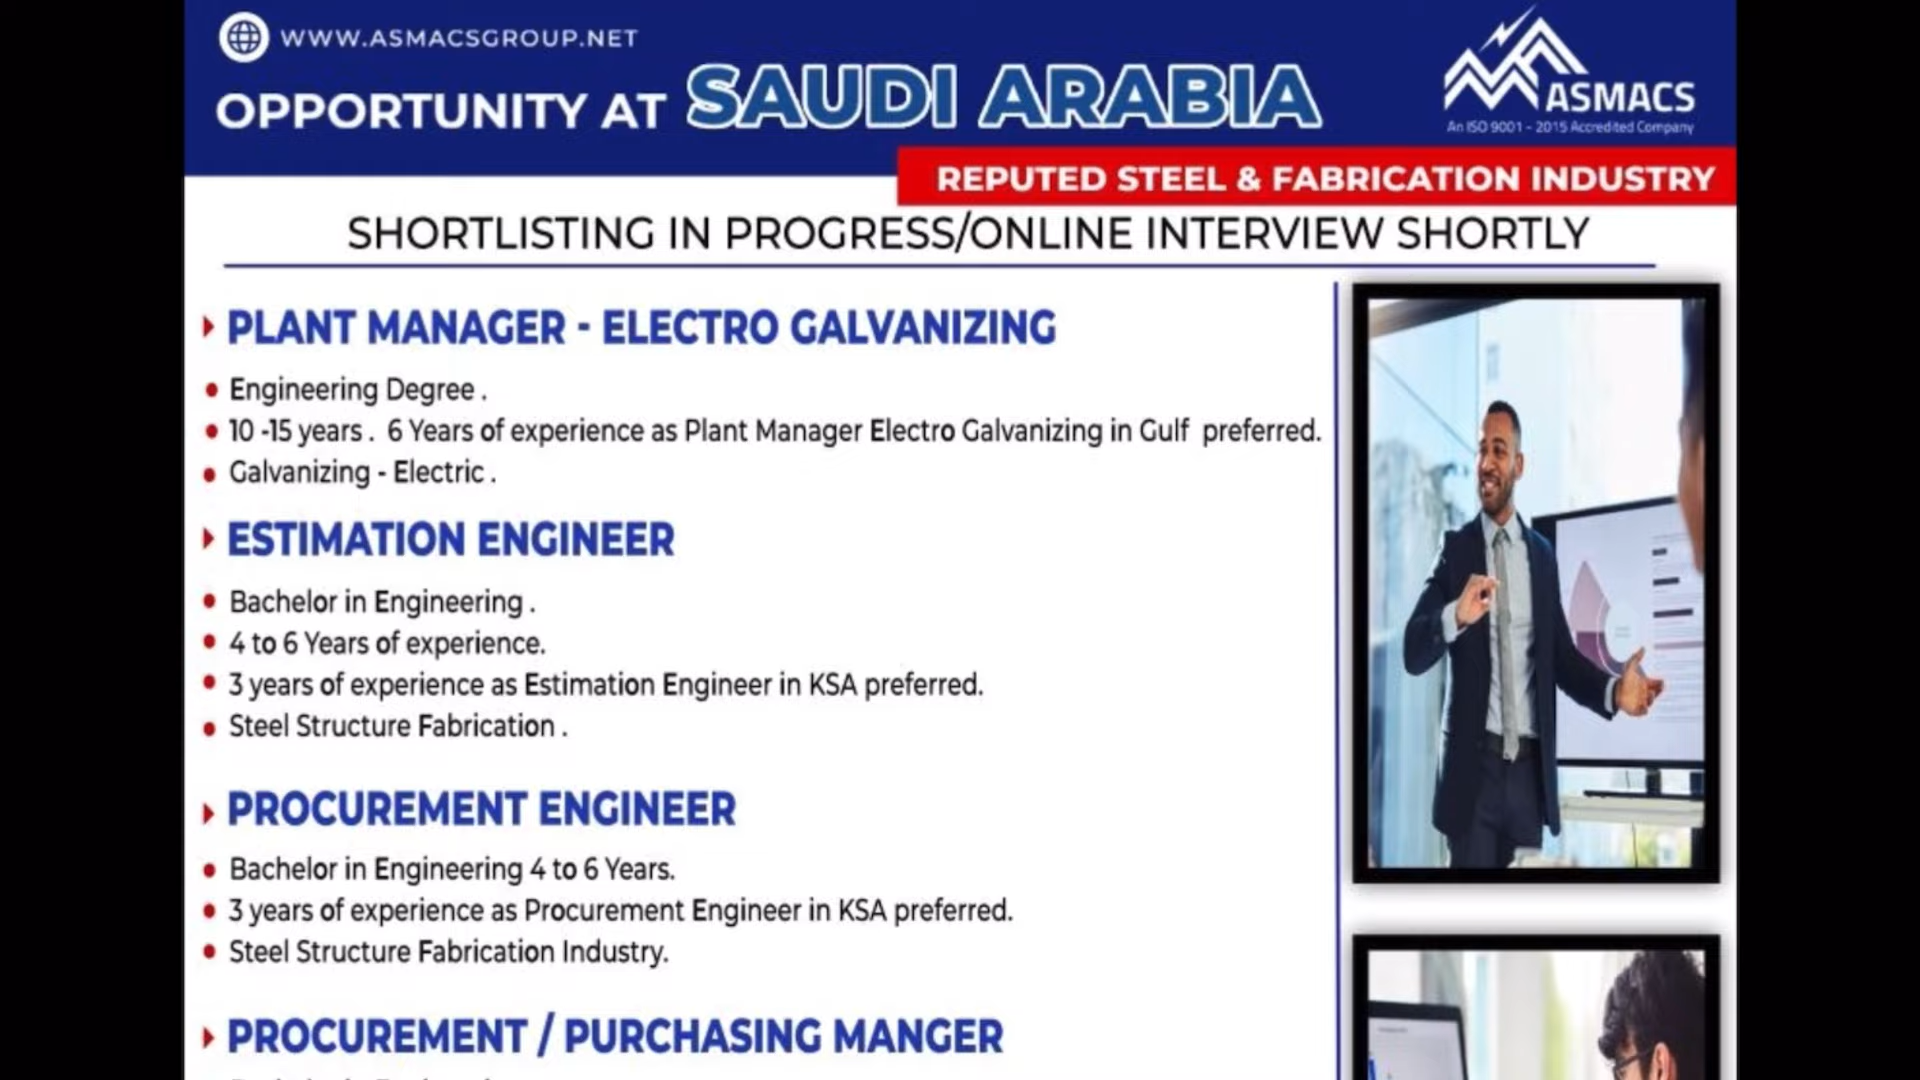 WWW.ASMACSGROUP.NET
OPPORTUNITY AT SAUDI ARABIA
ASMACS
An ISO 9001 - 2015 Accredited Company
REPUTED STEEL & FABRICATION INDUSTRY
SHORTLISTING IN PROGRESS/ONLINE INTERVIEW SHORTLY
PLANT MANAGER - ELECTRO GALVANIZING
Engineering Degree .
10 -15 years . 6 Years of experience as Plant Manager Electro Galvanizing in Gulf preferred.
Galvanizing - Electric .
ESTIMATION ENGINEER
Bachelor in Engineering .
4 to 6 Years of experience.
3 years of experience as Estimation Engineer in KSA preferred.
Steel Structure Fabrication .
PROCUREMENT ENGINEER
Bachelor in Engineering 4 to 6 Years.
3 years of experience as Procurement Engineer in KSA preferred.
Steel Structure Fabrication Industry.
PROCUREMENT / PURCHASING MANGER